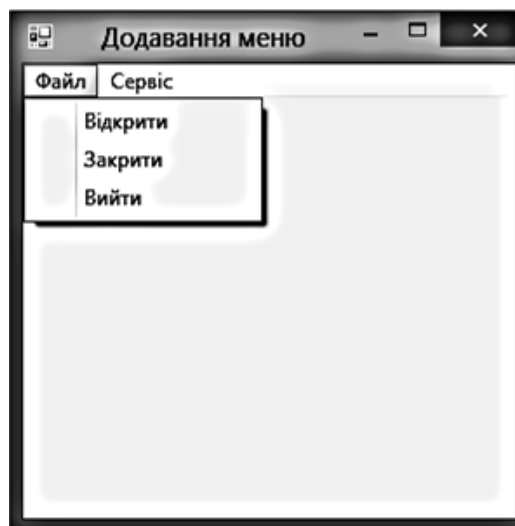 Додавання меню
Файл Сервіс
Відкрити
Закрити
Вийти